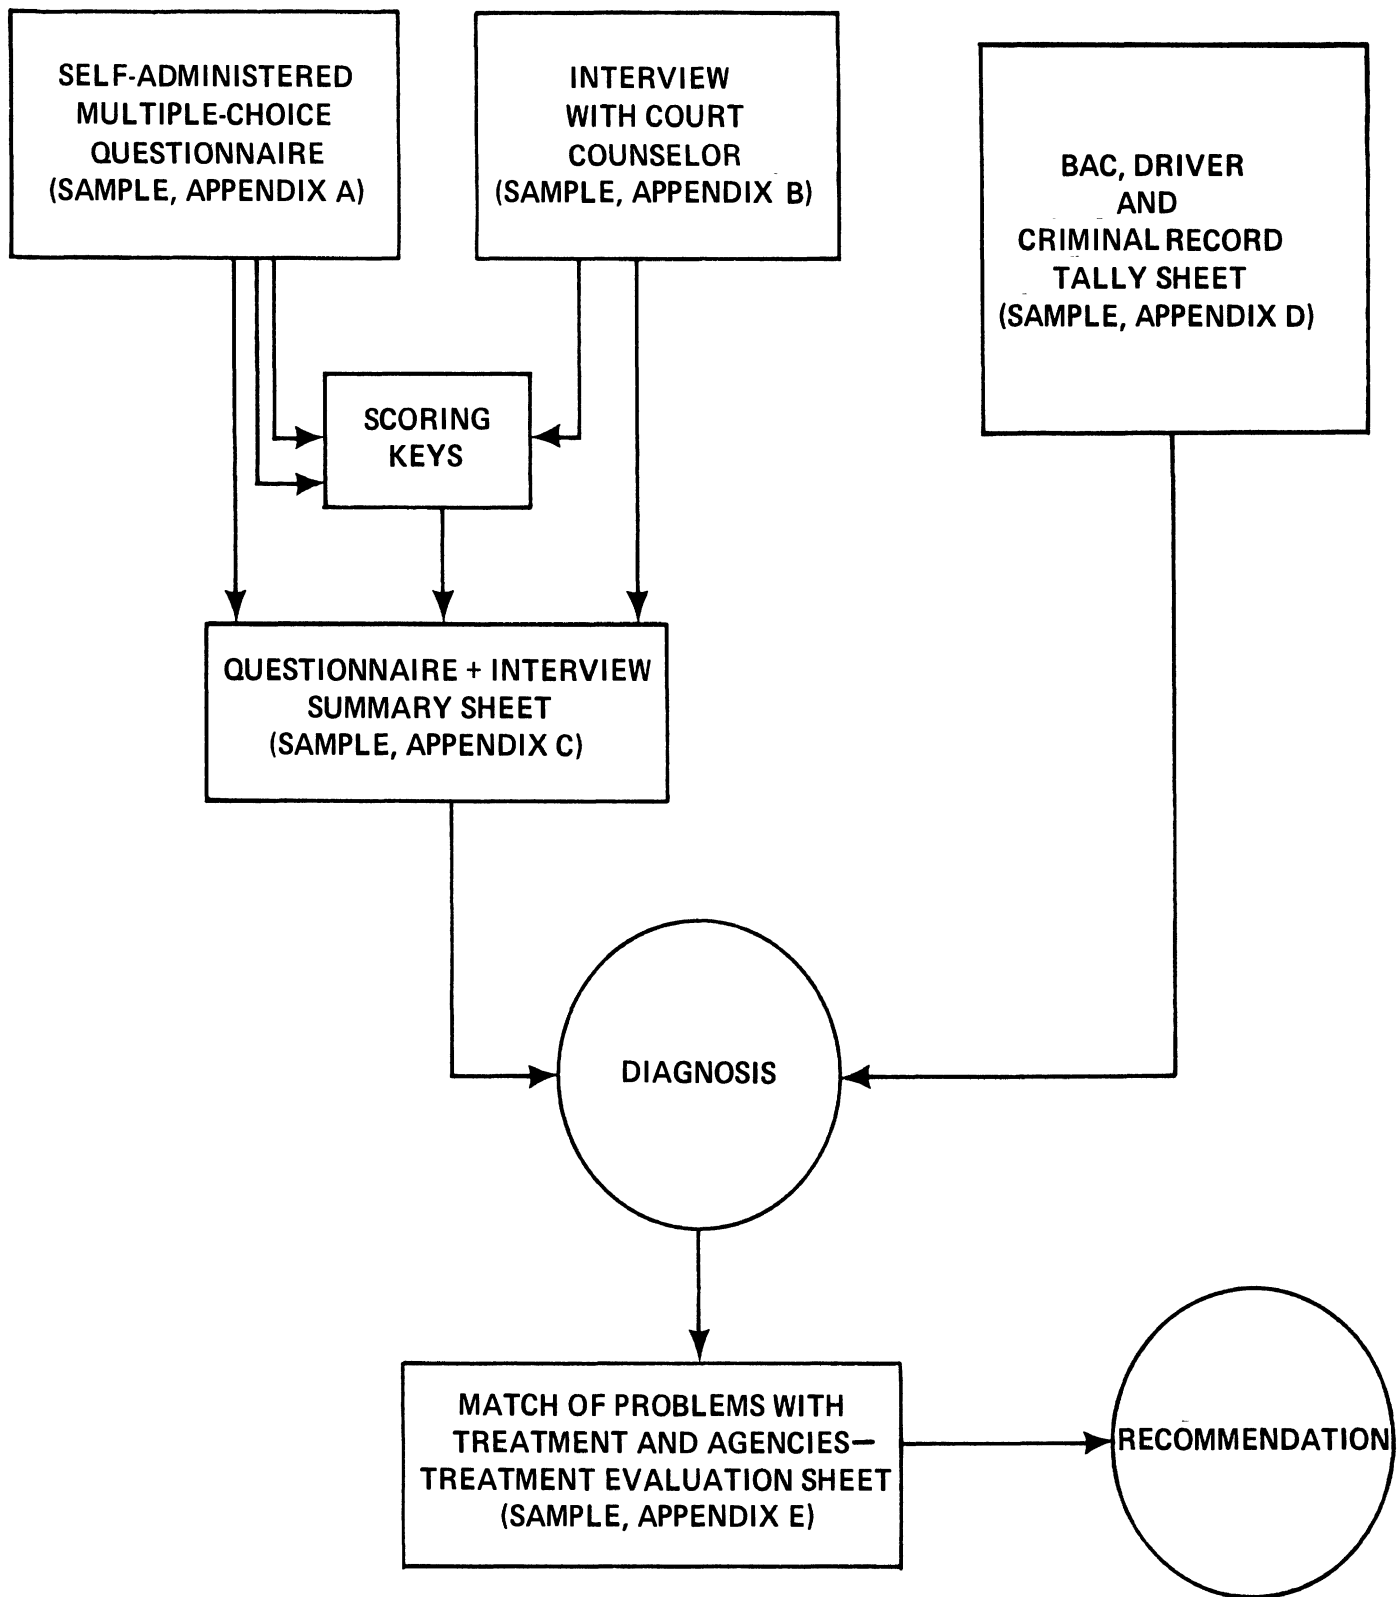 SELF-ADMINISTERED
MULTIPLE-CHOICE
QUESTIONNAIRE
(SAMPLE, APPENDIX A)
INTERVIEW
WITH COURT
COUNSELOR
(SAMPLE, APPENDIX B)
BAC, DRIVER
AND
CRIMINAL RECORD
TALLY SHEET
(SAMPLE, APPENDIX D)
SCORING
KEYS
QUESTIONNAIRE + INTERVIEW
SUMMARY SHEET
(SAMPLE, APPENDIX C)
DIAGNOSIS
MATCH OF PROBLEMS WITH
TREATMENT AND AGENCIES—
TREATMENT EVALUATION SHEET
(SAMPLE, APPENDIX E)
RECOMMENDATION